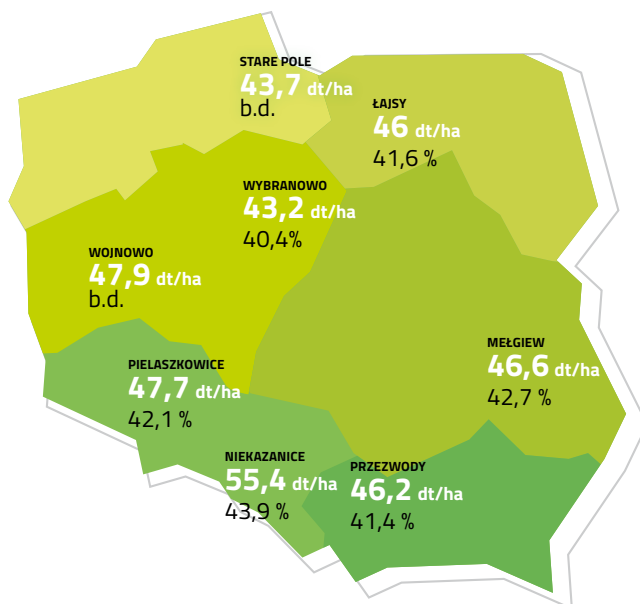 STARE POLE
43,7 dt/ha
b.d.
ŁAJSY
46 dt/ha
41,6 %
WYBRANOWO
43,2 dt/ha
40,4%
WOJNOWO
47,9 dt/ha
b.d.
MEŁGIEW
46,6 dt/ha
42,7 %
PIELASZKOWICE
47,7 dt/ha
42,1 %
NIEKAZANICE
55,4 dt/ha
43,9 %
PRZEZWODY
46,2 dt/ha
41,4 %